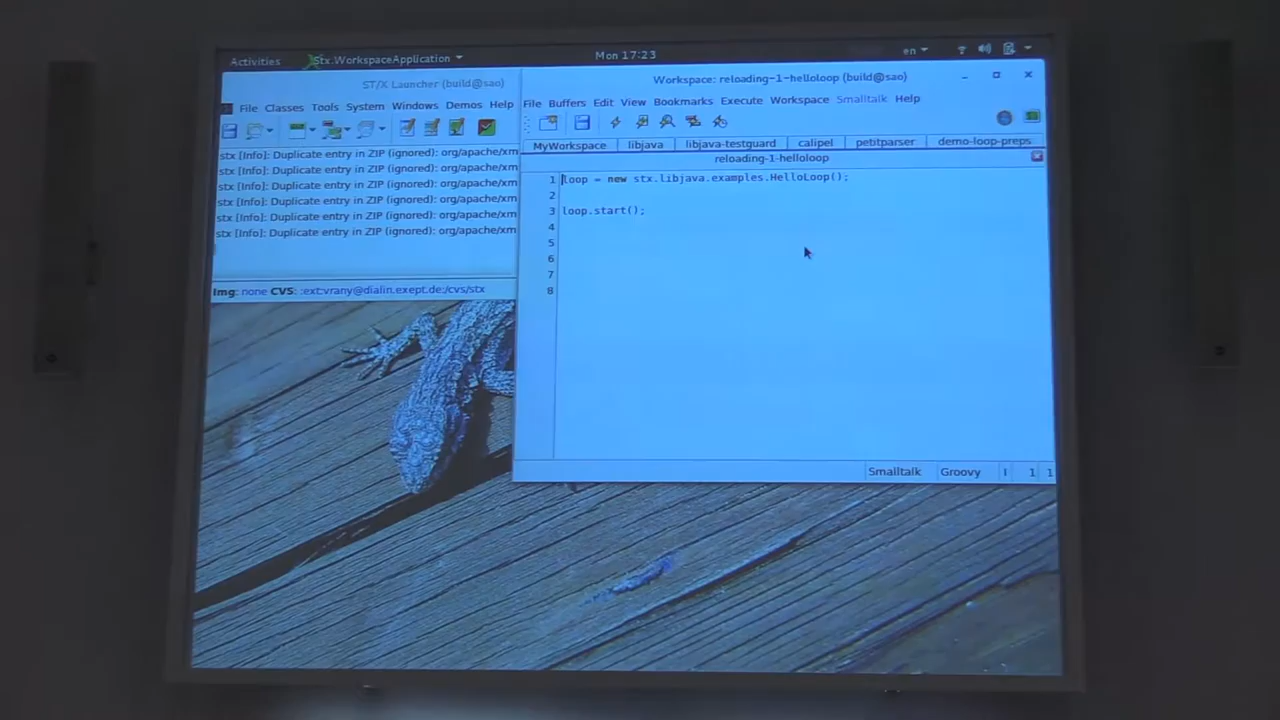 Activities Stx.WorkspaceApplication Mon 17:23 en
ST/X Launcher (build@sao)
File Classes Tools System Windows Demos Help
stx [Info]: Duplicate entry in ZIP (ignored): org/apache/xm
stx [Info]: Duplicate entry in ZIP (ignored): org/apache/xm
stx [Info]: Duplicate entry in ZIP (ignored): org/apache/xm
stx [Info]: Duplicate entry in ZIP (ignored): org/apache/xm
stx [Info]: Duplicate entry in ZIP (ignored): org/apache/xm
stx [Info]: Duplicate entry in ZIP (ignored): org/apache/xm
Img: none CVS: :ext:vrany@dialin.exept.de:/cvs/stx
Workspace: reloading-1-helloloop (build@sao)
File Buffers Edit View Bookmarks Execute Workspace Smalltalk Help
MyWorkspace libjava libjava-testguard calipel petitparser demo-loop-preps
reloading-1-helloloop
1 loop = new stx.libjava.examples.HelloLoop();
2
3 loop.start();
4
5
6
7
8
Smalltalk Groovy I 1 1